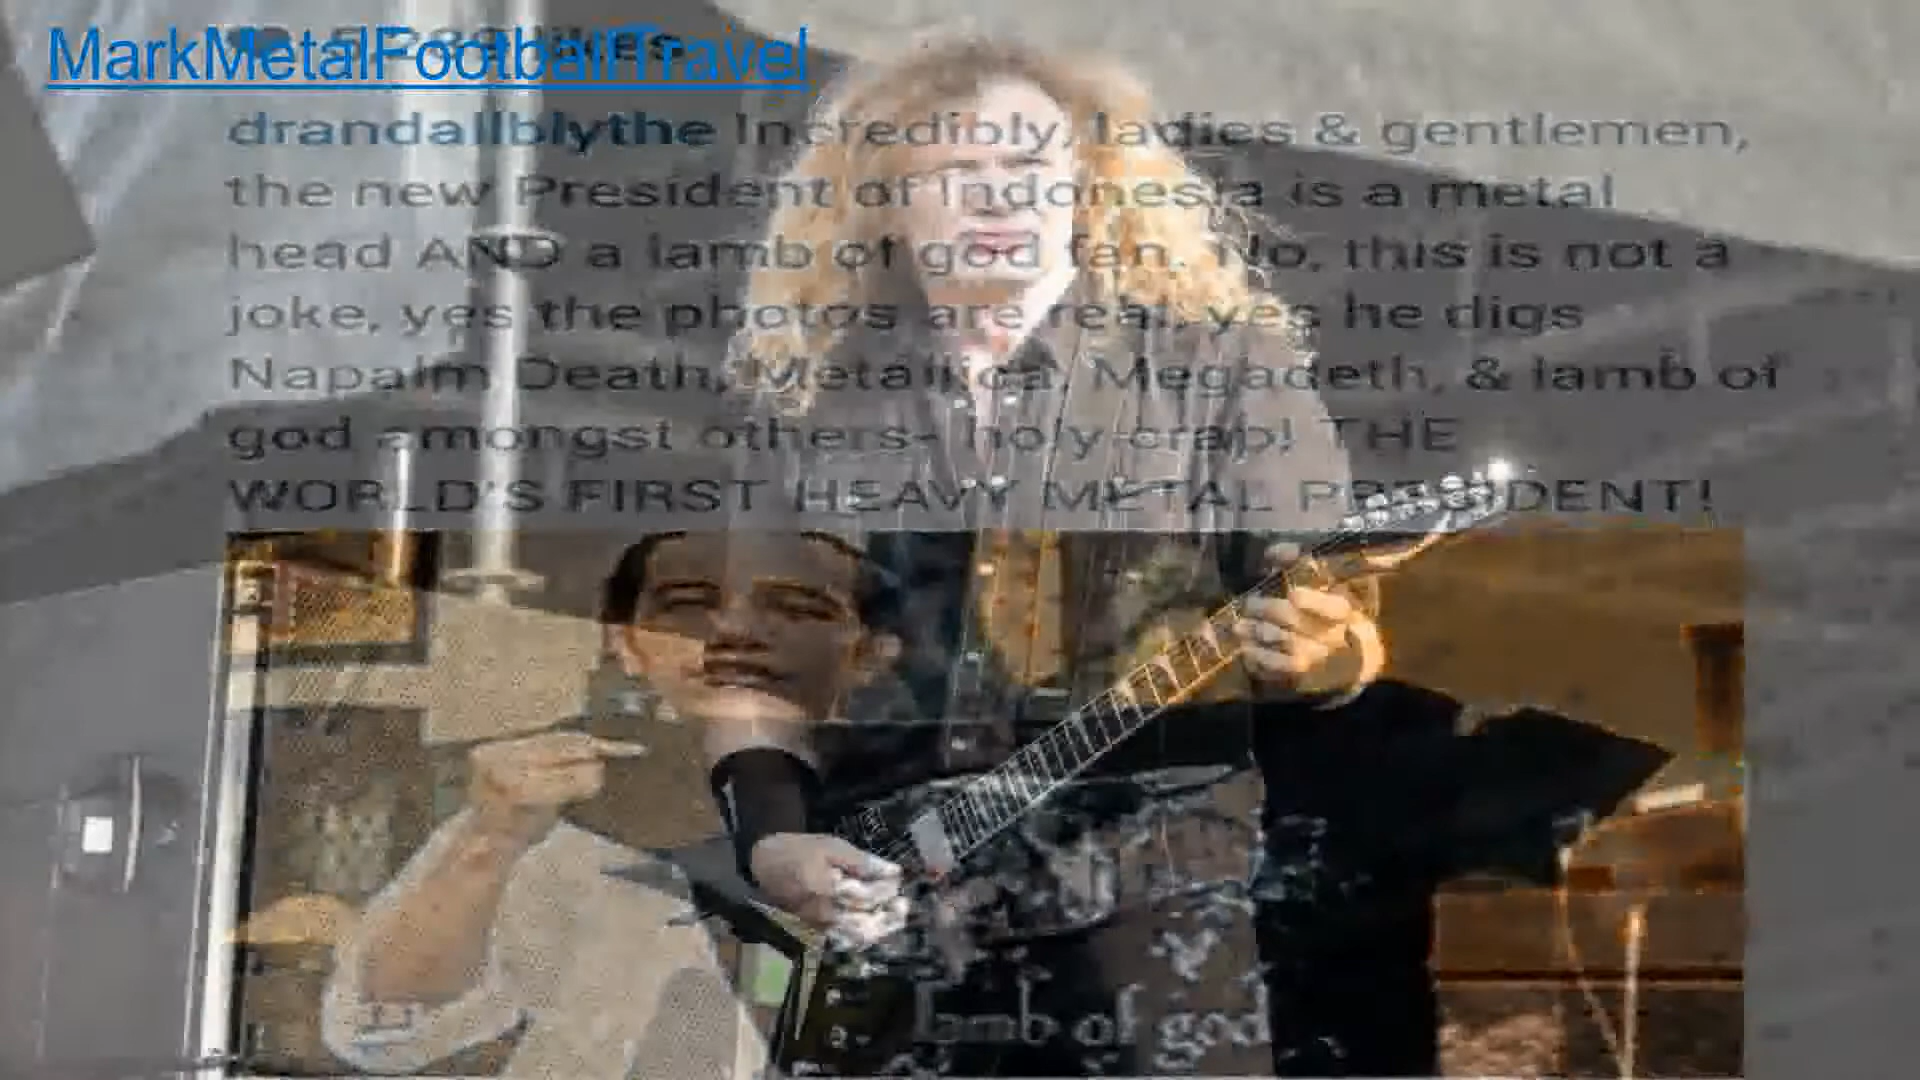 MarkMetalFootballTravel
drandallblythe Incredibly, ladies & gentlemen,
the new President of Indonesia is a metal
head AND a lamb of god fan. No, this is not a
joke, yes the photos are real, yes he digs
Napalm Death, Metallica, Megadeth, & lamb of
god amongst others- holy crap! THE
WORLD'S FIRST HEAVY METAL PRESIDENT!
lamb of god